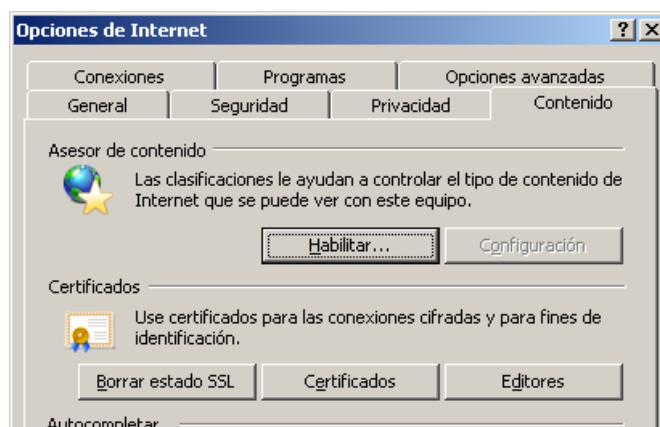 Opciones de Internet
Conexiones Programas Opciones avanzadas
General Seguridad Privacidad Contenido
Asesor de contenido
Las clasificaciones le ayudan a controlar el tipo de contenido de
Internet que se puede ver con este equipo.
Habilitar... Configuración
Certificados
Use certificados para las conexiones cifradas y para fines de
identificación.
Borrar estado SSL Certificados Editores
Autocompletar